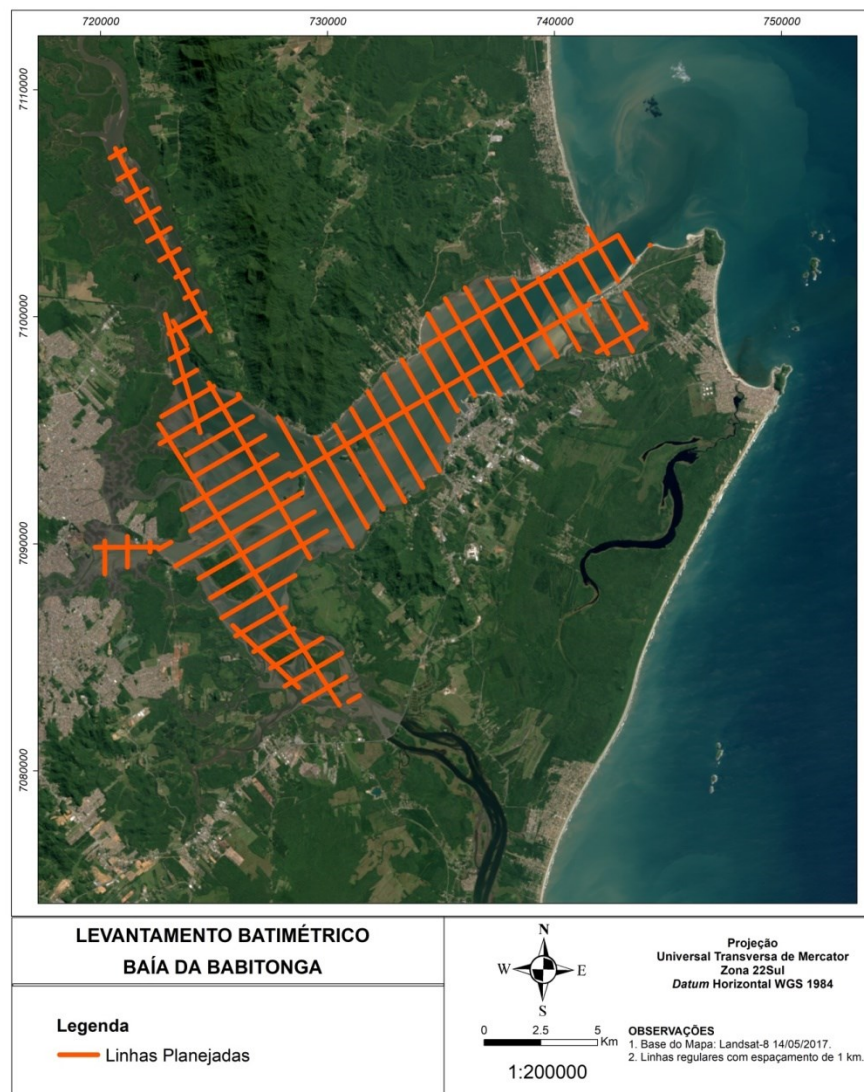 720000 730000 740000 750000
7110000
7100000
7090000
7080000
LEVANTAMENTO BATIMÉTRICO
BAÍA DA BABITONGA
Legenda
Linhas Planejadas
N
W E
S
0 2.5 5
Km
1:200000
Projeção
Universal Transversa de Mercator
Zona 22Sul
Datum Horizontal WGS 1984
OBSERVAÇÕES
1. Base do Mapa: Landsat-8 14/05/2017.
2. Linhas regulares com espaçamento de 1 km.